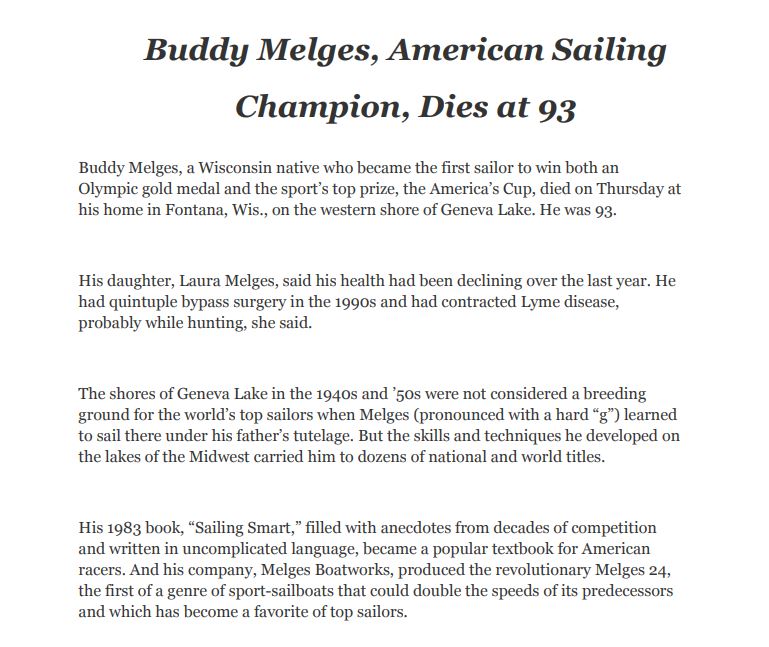 Buddy Melges, American Sailing
Champion, Dies at 93
Buddy Melges, a Wisconsin native who became the first sailor to win both an
Olympic gold medal and the sport’s top prize, the America’s Cup, died on Thursday at
his home in Fontana, Wis., on the western shore of Geneva Lake. He was 93.
His daughter, Laura Melges, said his health had been declining over the last year. He
had quintuple bypass surgery in the 1990s and had contracted Lyme disease,
probably while hunting, she said.
The shores of Geneva Lake in the 1940s and ’50s were not considered a breeding
ground for the world’s top sailors when Melges (pronounced with a hard “g”) learned
to sail there under his father’s tutelage. But the skills and techniques he developed on
the lakes of the Midwest carried him to dozens of national and world titles.
His 1983 book, “Sailing Smart,” filled with anecdotes from decades of competition
and written in uncomplicated language, became a popular textbook for American
racers. And his company, Melges Boatworks, produced the revolutionary Melges 24,
the first of a genre of sport-sailboats that could double the speeds of its predecessors
and which has become a favorite of top sailors.